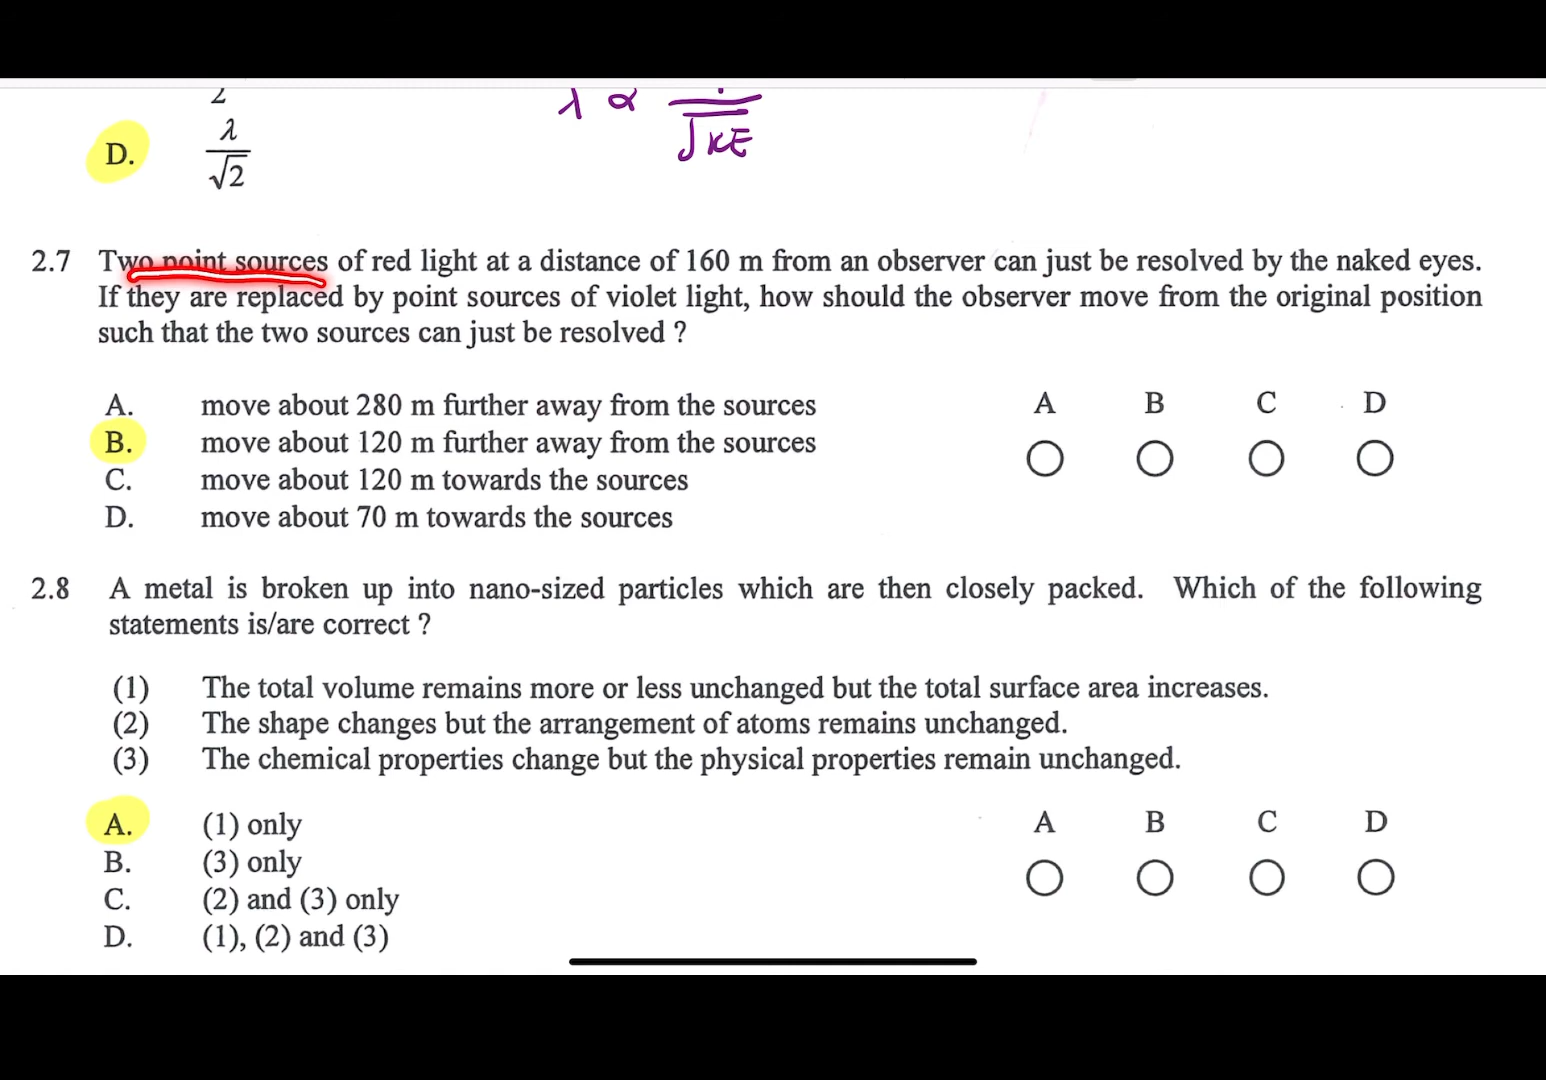 2
λ ∝ 1/√KE
D. λ/√2
2.7 Two point sources of red light at a distance of 160 m from an observer can just be resolved by the naked eyes.
If they are replaced by point sources of violet light, how should the observer move from the original position
such that the two sources can just be resolved ?
A. move about 280 m further away from the sources
B. move about 120 m further away from the sources
C. move about 120 m towards the sources
D. move about 70 m towards the sources
A B C D
2.8 A metal is broken up into nano-sized particles which are then closely packed. Which of the following
statements is/are correct ?
(1) The total volume remains more or less unchanged but the total surface area increases.
(2) The shape changes but the arrangement of atoms remains unchanged.
(3) The chemical properties change but the physical properties remain unchanged.
A. (1) only
B. (3) only
C. (2) and (3) only
D. (1), (2) and (3)
A B C D